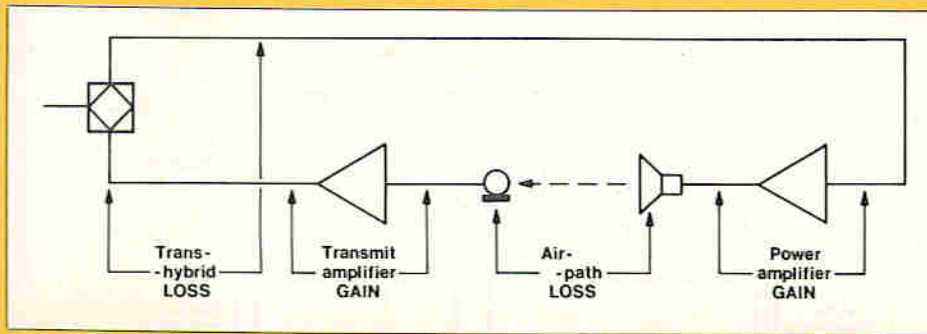 Trans-
-hybrid
LOSS
Transmit
amplifier
GAIN
Air-
-path
LOSS
Power
amplifier
GAIN